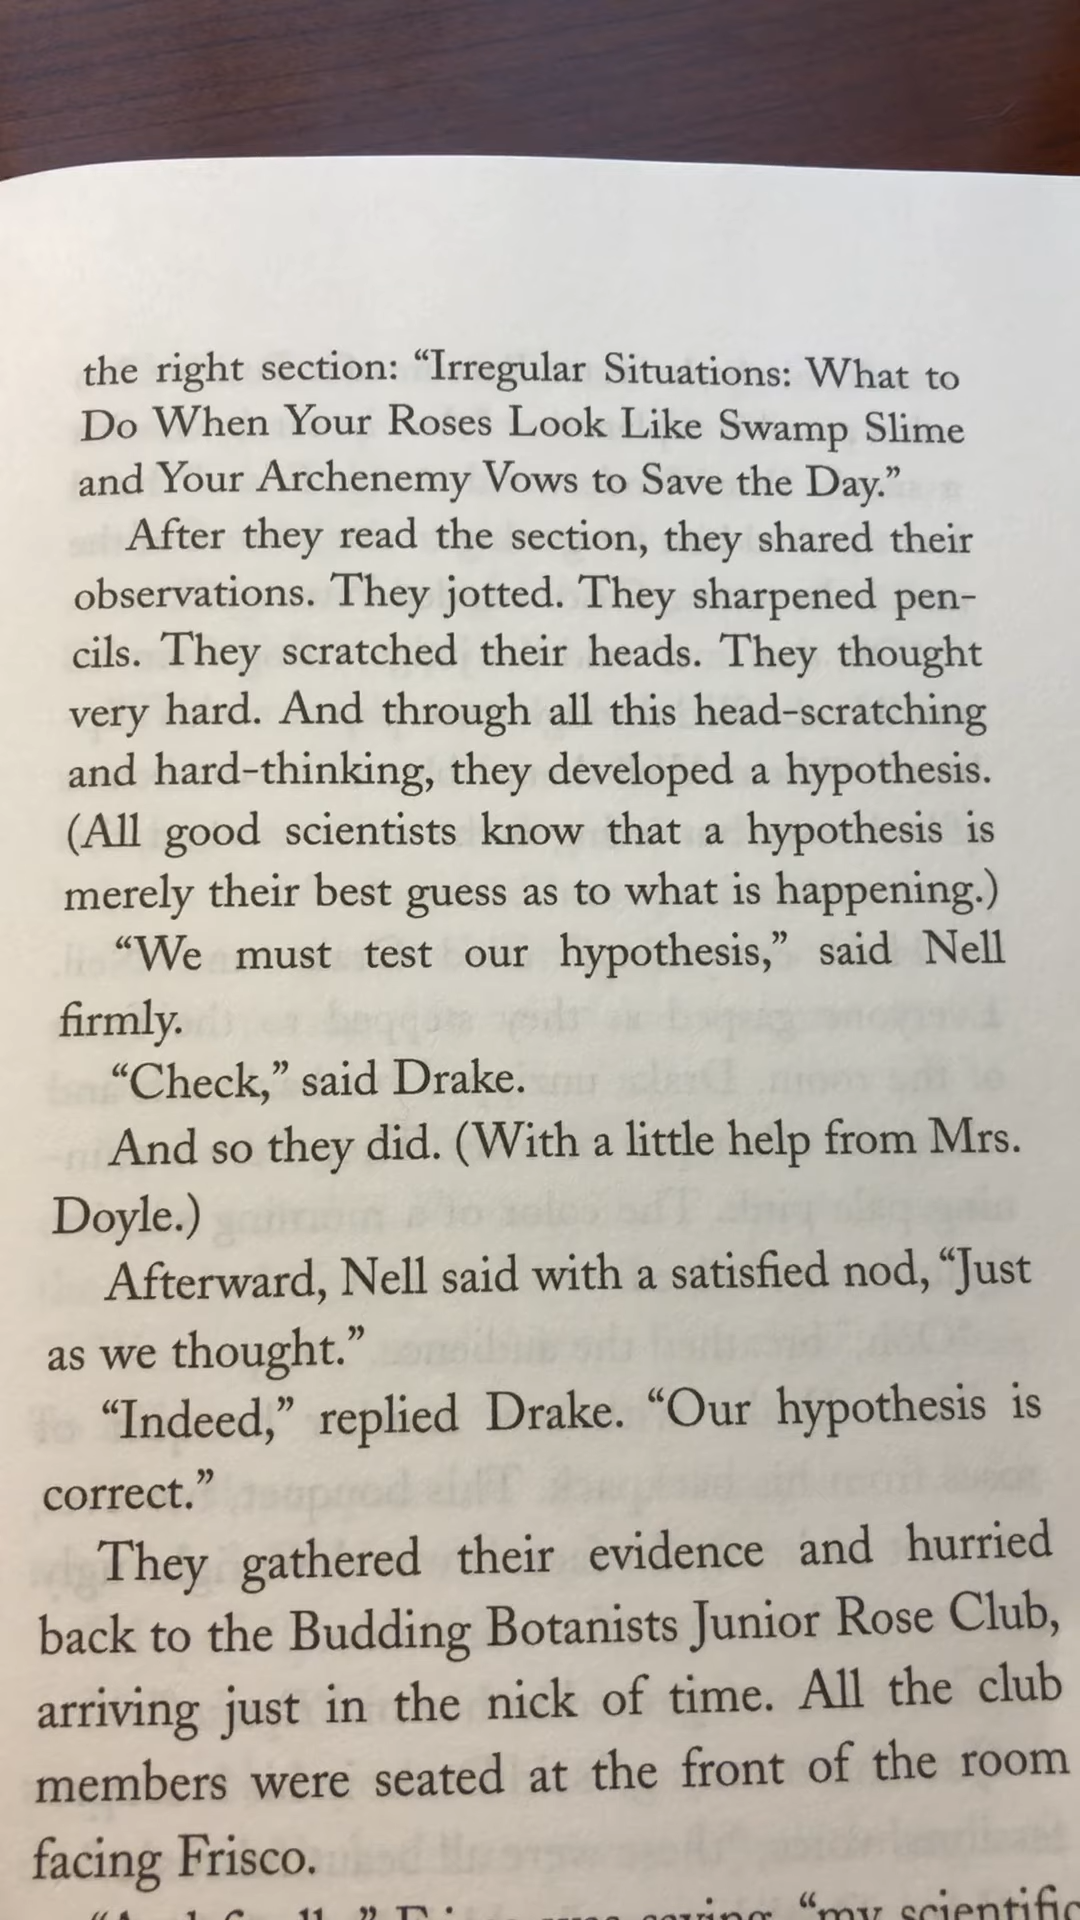 the right section: “Irregular Situations: What to
Do When Your Roses Look Like Swamp Slime
and Your Archenemy Vows to Save the Day.”
After they read the section, they shared their
observations. They jotted. They sharpened pen-
cils. They scratched their heads. They thought
very hard. And through all this head-scratching
and hard-thinking, they developed a hypothesis.
(All good scientists know that a hypothesis is
merely their best guess as to what is happening.)
“We must test our hypothesis,” said Nell
firmly.
“Check,” said Drake.
And so they did. (With a little help from Mrs.
Doyle.)
Afterward, Nell said with a satisfied nod, “Just
as we thought.”
“Indeed,” replied Drake. “Our hypothesis is
correct.”
They gathered their evidence and hurried
back to the Budding Botanists Junior Rose Club,
arriving just in the nick of time. All the club
members were seated at the front of the room
facing Frisco.
“my scientific